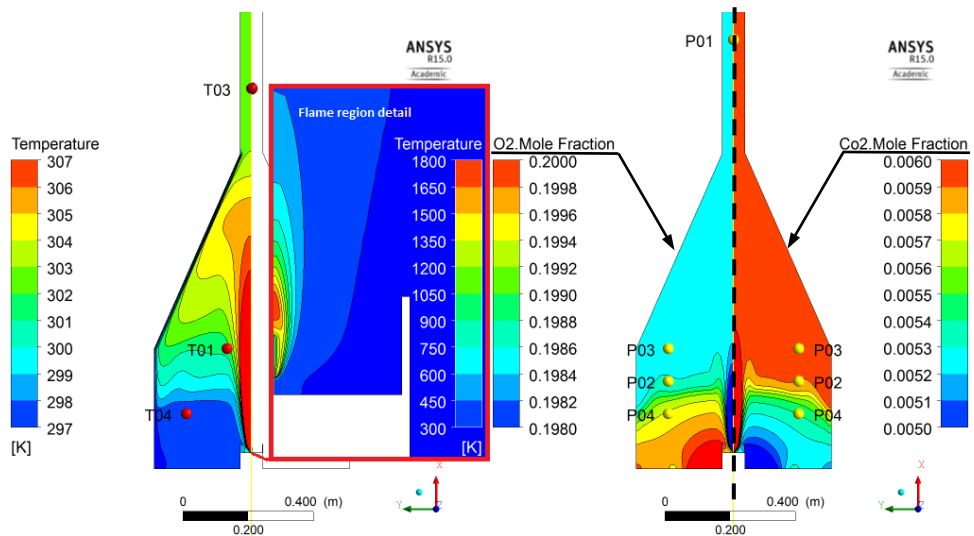 ANSYS
R15.0
Academic
T03
Temperature
307
306
305
304
303
302
301
300
299
298
297
[K]
T01
T04
Flame region detail
Temperature
1800
1650
1500
1350
1200
1050
900
750
600
450
300
[K]
X
Y
Z
0
0.400 (m)
0.200
P01
ANSYS
R15.0
Academic
O2.Mole Fraction
0.2000
0.1998
0.1996
0.1994
0.1992
0.1990
0.1988
0.1986
0.1984
0.1982
0.1980
Co2.Mole Fraction
0.0060
0.0059
0.0058
0.0057
0.0056
0.0055
0.0054
0.0053
0.0052
0.0051
0.0050
P03
P03
P02
P02
P04
P04
X
Y
Z
0
0.400 (m)
0.200